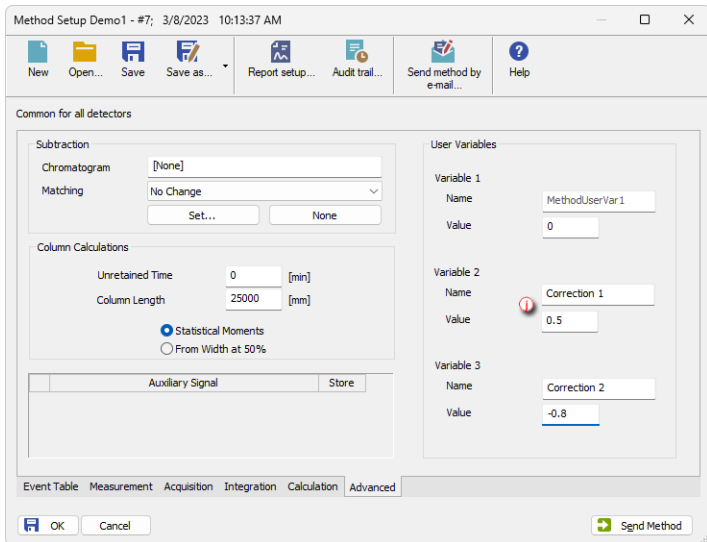 Method Setup Demo1 - #7; 3/8/2023 10:13:37 AM
New Open... Save Save as... Report setup... Audit trail... Send method by e-mail... Help
Common for all detectors
Subtraction
Chromatogram [None]
Matching No Change
Set... None
Column Calculations
Unretained Time 0 [min]
Column Length 25000 [mm]
Statistical Moments
From Width at 50%
Auxiliary Signal Store
User Variables
Variable 1
Name MethodUserVar1
Value 0
Variable 2
Name Correction 1
Value 0.5
Variable 3
Name Correction 2
Value -0.8
Event Table Measurement Acquisition Integration Calculation Advanced
OK Cancel Send Method